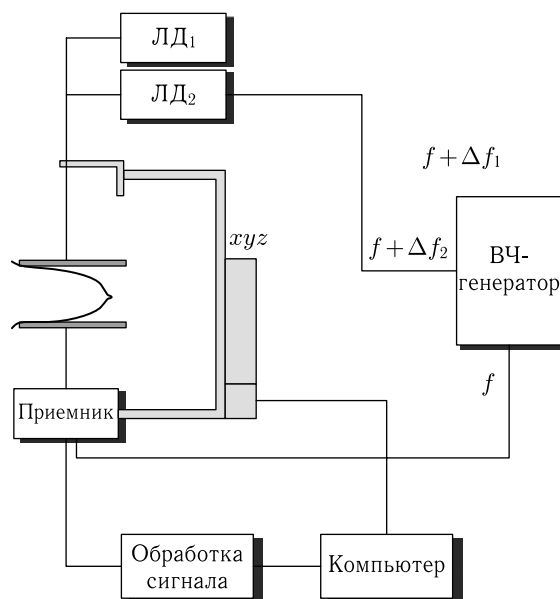 ЛД₁
ЛД₂
f + Δf₁
xyz
f + Δf₂
ВЧ-
генератор
f
Приемник
Обработка
сигнала
Компьютер